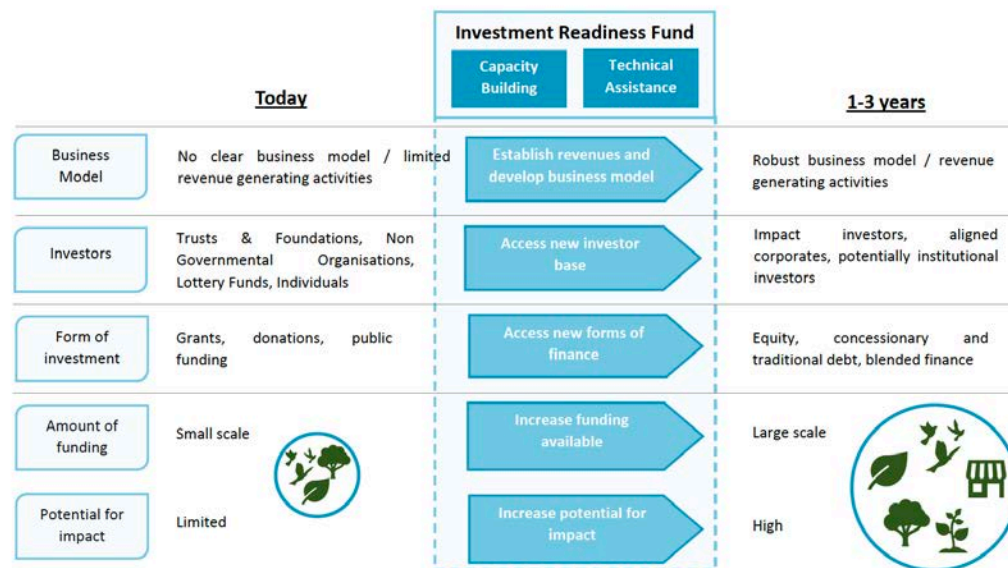 Investment Readiness Fund
Capacity
Building
Technical
Assistance
Today
1-3 years
Business
Model
No clear business model / limited
revenue generating activities
Establish revenues and
develop business model
Robust business model / revenue
generating activities
Investors
Trusts & Foundations, Non
Governmental Organisations,
Lottery Funds, Individuals
Access new investor
base
Impact investors, aligned
corporates, potentially institutional
investors
Form of
investment
Grants, donations, public
funding
Access new forms of
finance
Equity, concessionary and
traditional debt, blended finance
Amount of
funding
Small scale
Increase funding
available
Large scale
Potential for
impact
Limited
Increase potential for
impact
High